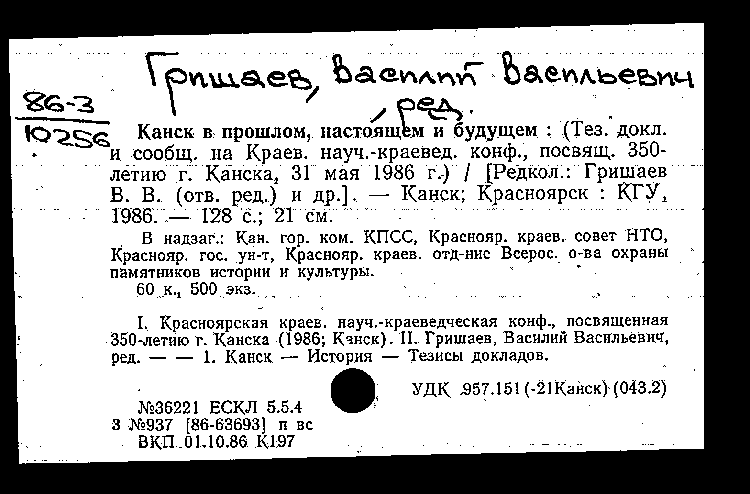 Гришаев, Василий Васильевич
, ред.
86-3
10256
Канск в прошлом, настоящем и будущем : (Тез. докл.
и сообщ. на Краев. науч.-краевед. конф., посвящ. 350-
летию г. Канска, 31 мая 1986 г.) / [Редкол.: Гришаев
В. В. (отв. ред.) и др.]. — Канск; Красноярск : КГУ,
1986. — 128 с.; 21 см.
В надзаг.: Кан. гор. ком. КПСС, Краснояр. краев. совет НТО,
Краснояр. гос. ун-т, Краснояр. краев. отд-ние Всерос. о-ва охраны
памятников истории и культуры.
60 к., 500 экз.
I. Красноярская краев. науч.-краеведческая конф., посвященная
350-летию г. Канска (1986; Канск). II. Гришаев, Василий Васильевич,
ред. — — 1. Канск — История — Тезисы докладов.
УДК 957.151(-21Канск)(043.2)
№36221 ЕСКЛ 5.5.4
3 №937 [86-63693] п вс
ВКП 01.10.86 К197